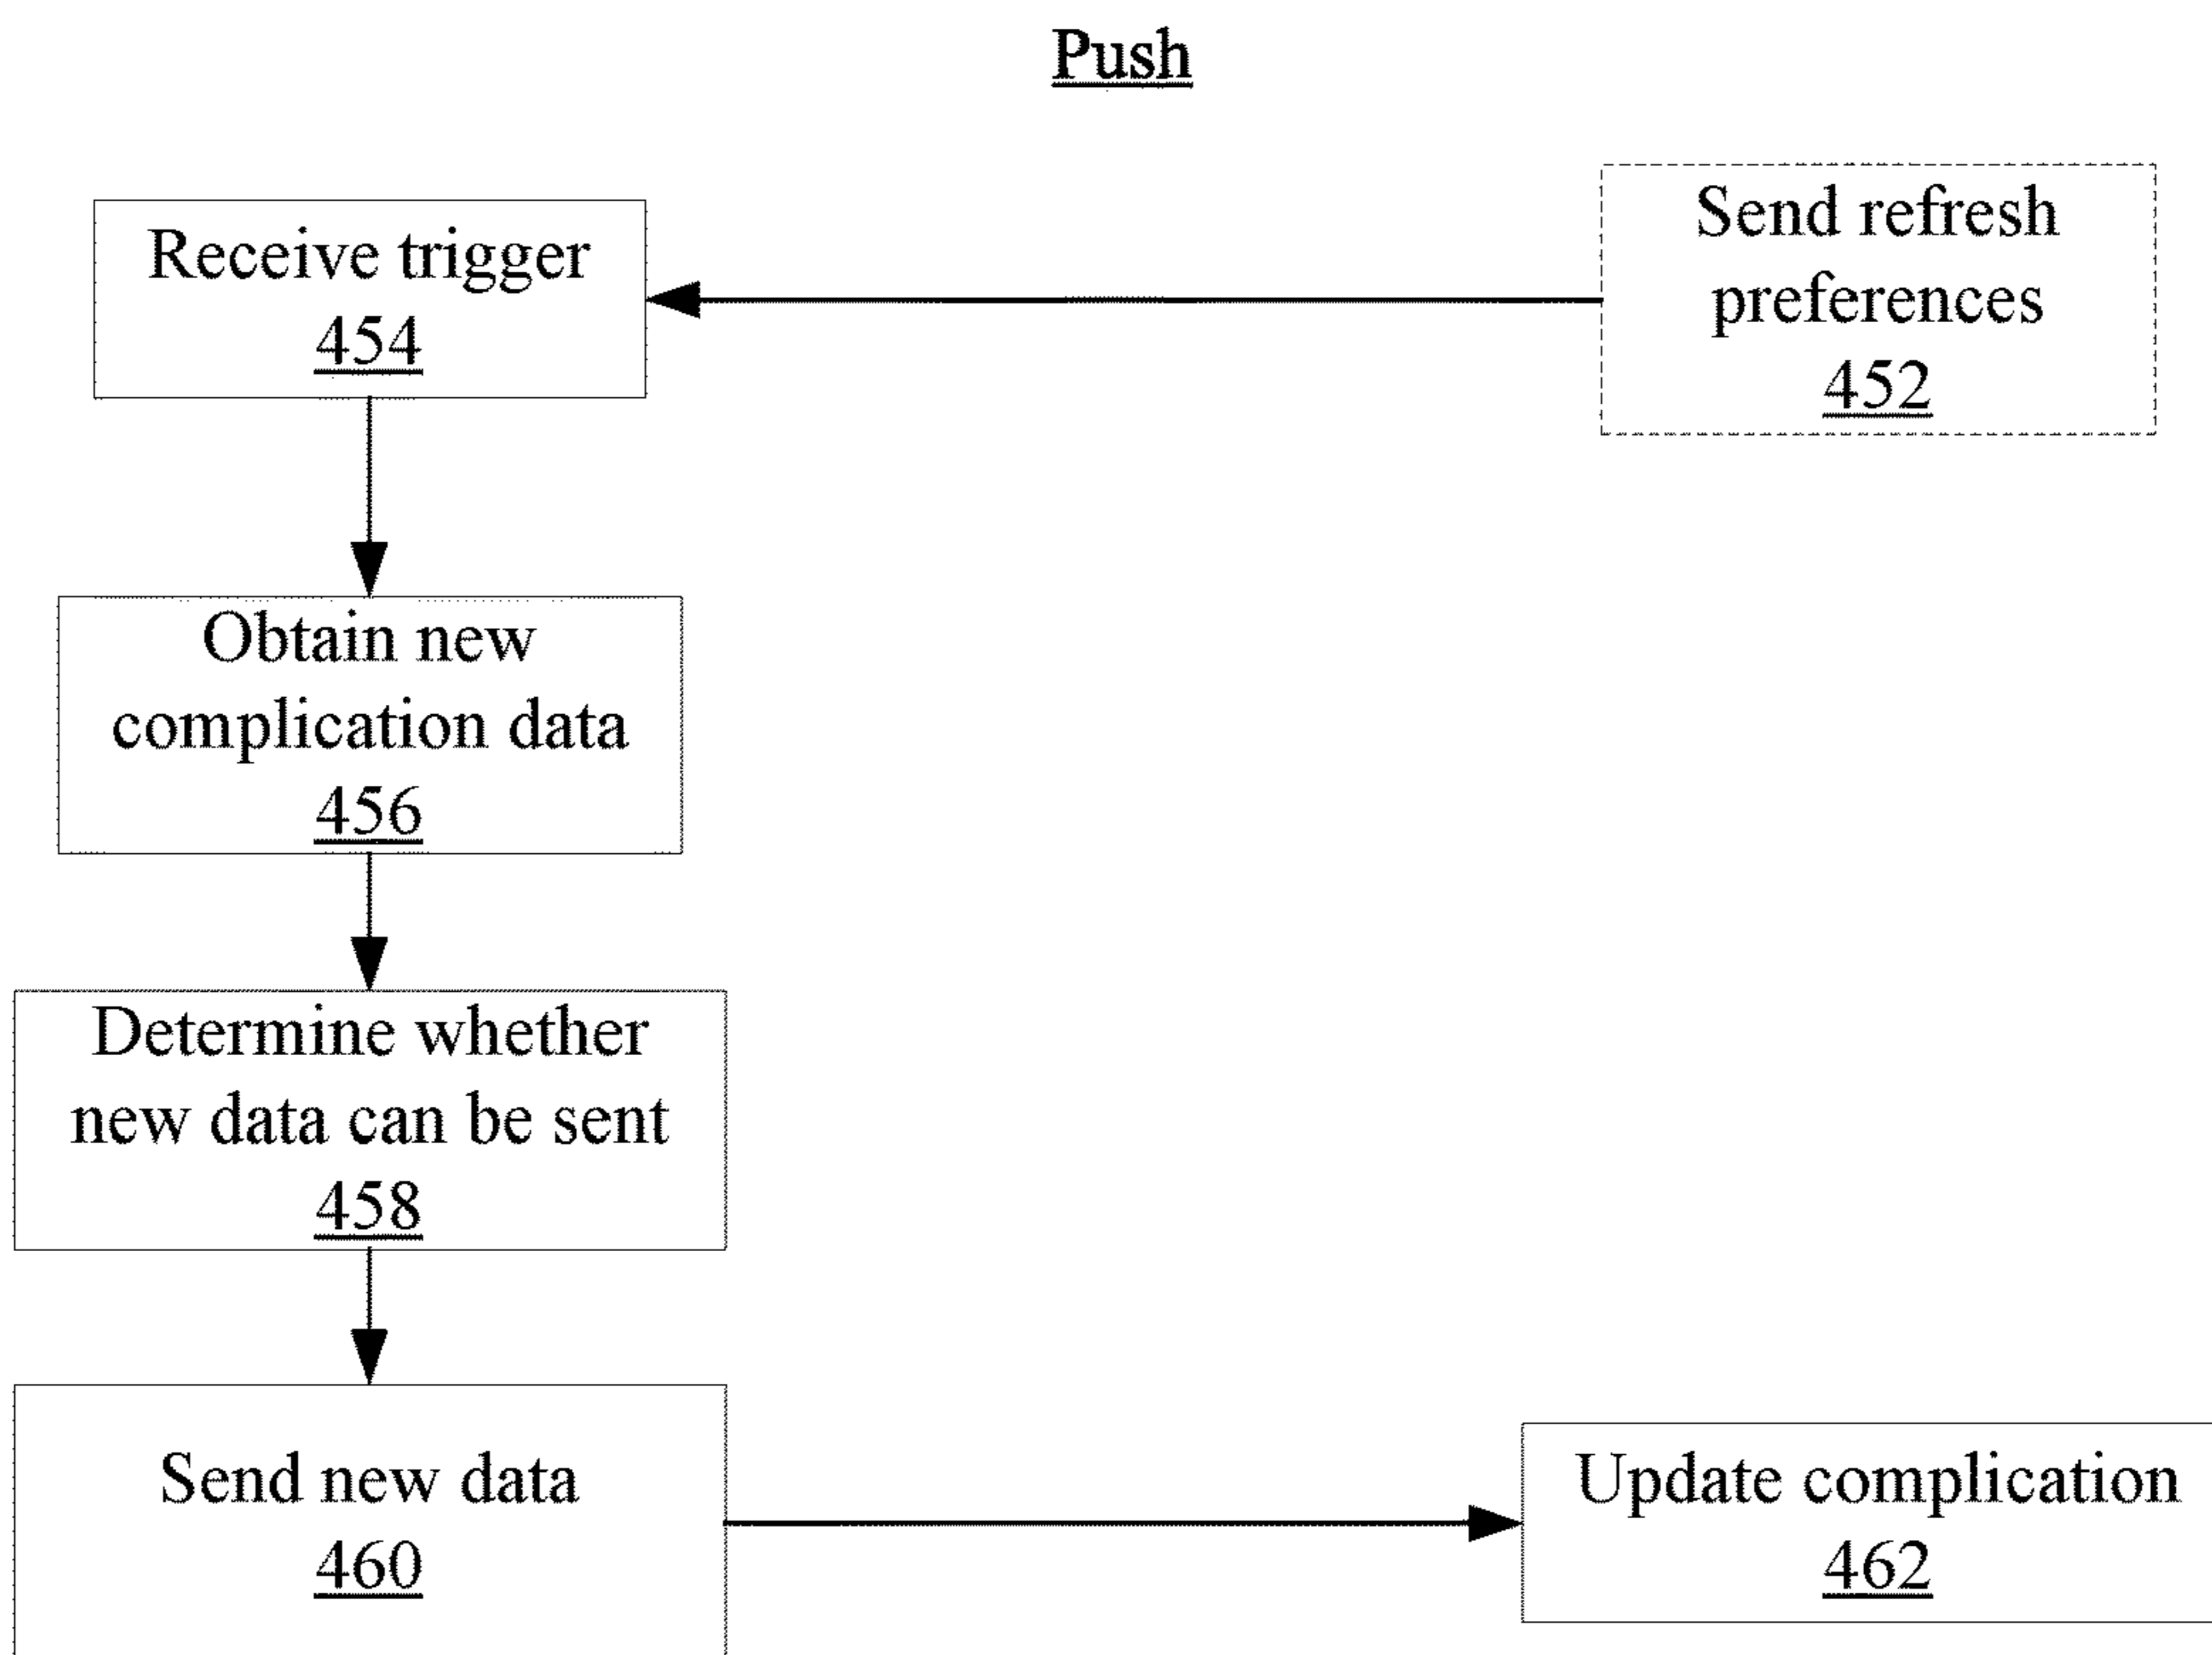 Push
Receive trigger
454
Send refresh
preferences
452
Obtain new
complication data
456
Determine whether
new data can be sent
458
Send new data
460
Update complication
462